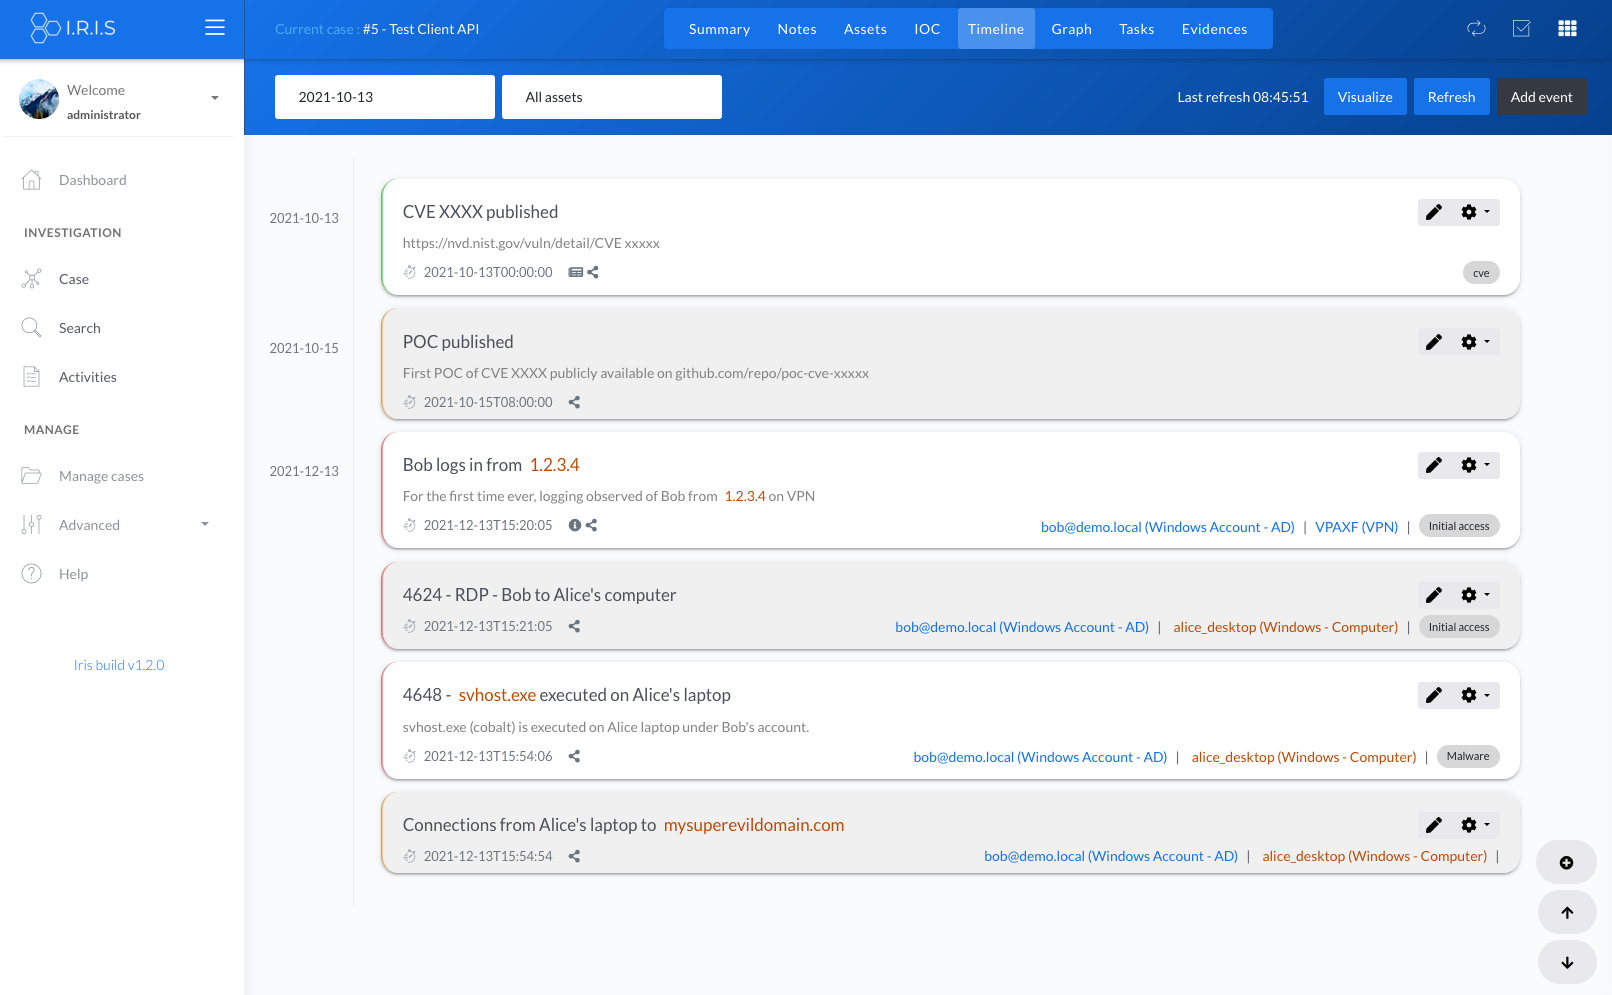 I.R.I.S
Current case : #5 - Test Client API
Summary Notes Assets IOC Timeline Graph Tasks Evidences
Welcome
administrator
2021-10-13 All assets Last refresh 08:45:51 Visualize Refresh Add event
Dashboard
INVESTIGATION
Case
Search
Activities
MANAGE
Manage cases
Advanced
Help
Iris build v1.2.0
2021-10-13
CVE XXXX published
https://nvd.nist.gov/vuln/detail/CVE xxxxx
2021-10-13T00:00:00 cve
2021-10-15
POC published
First POC of CVE XXXX publicly available on github.com/repo/poc-cve-xxxxx
2021-10-15T08:00:00
2021-12-13
Bob logs in from 1.2.3.4
For the first time ever, logging observed of Bob from 1.2.3.4 on VPN
2021-12-13T15:20:05 bob@demo.local (Windows Account - AD) | VPAXF (VPN) | Initial access
4624 - RDP - Bob to Alice's computer
2021-12-13T15:21:05 bob@demo.local (Windows Account - AD) | alice_desktop (Windows - Computer) | Initial access
4648 - svhost.exe executed on Alice's laptop
svhost.exe (cobalt) is executed on Alice laptop under Bob's account.
2021-12-13T15:54:06 bob@demo.local (Windows Account - AD) | alice_desktop (Windows - Computer) | Malware
Connections from Alice's laptop to mysuperevildomain.com
2021-12-13T15:54:54 bob@demo.local (Windows Account - AD) | alice_desktop (Windows - Computer) |